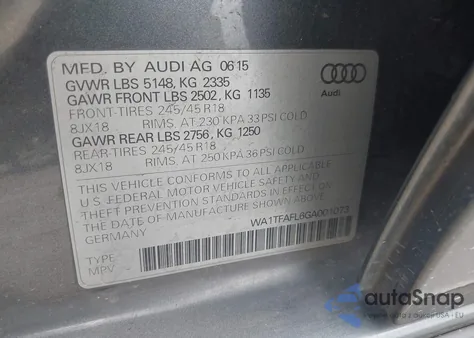 MFD. BY AUDI AG 06 15
GVWR LBS 5148, KG 2335
GAWR FRONT LBS 2502, KG 1135
FRONT-TIRES 245/45 R18
8JX18 RIMS, AT 230 KPA 33 PSI COLD
GAWR REAR LBS 2756, KG 1250
REAR-TIRES 245/45 R18
8JX18 RIMS, AT 250 KPA 36 PSI COLD
Audi
THIS VEHICLE CONFORMS TO ALL APPLICABLE
U.S. FEDERAL MOTOR VEHICLE SAFETY AND
THEFT PREVENTION STANDARDS IN EFFECT ON
THE DATE OF MANUFACTURE SHOWN ABOVE.
WA1TFAFL6GA001073
TYPE
MPV
autoSnap